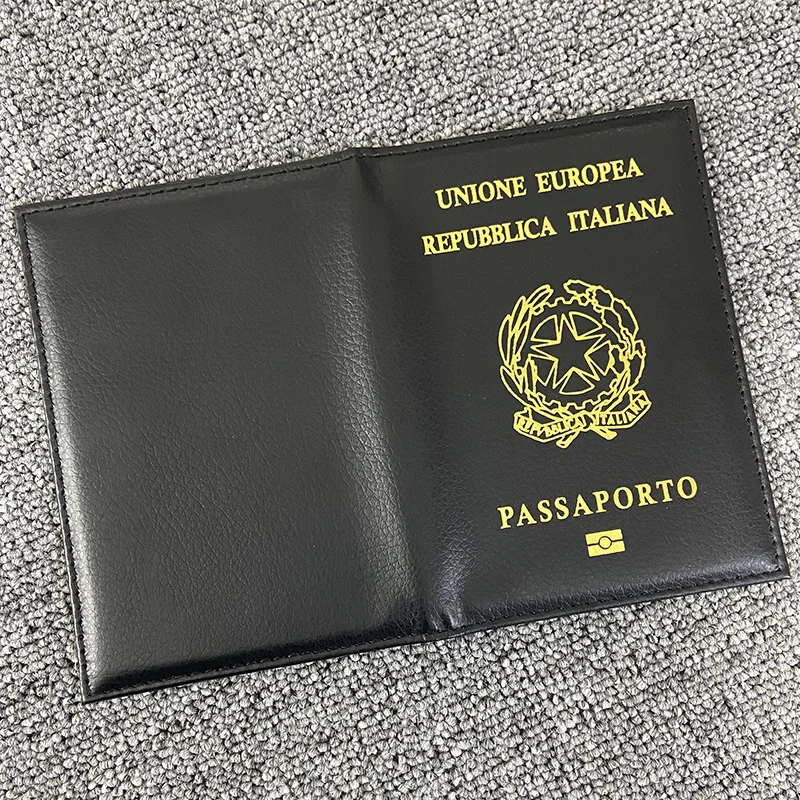 UNIONE EUROPEA
REPUBBLICA ITALIANA
REPVBBLICA ITALIANA
PASSAPORTO